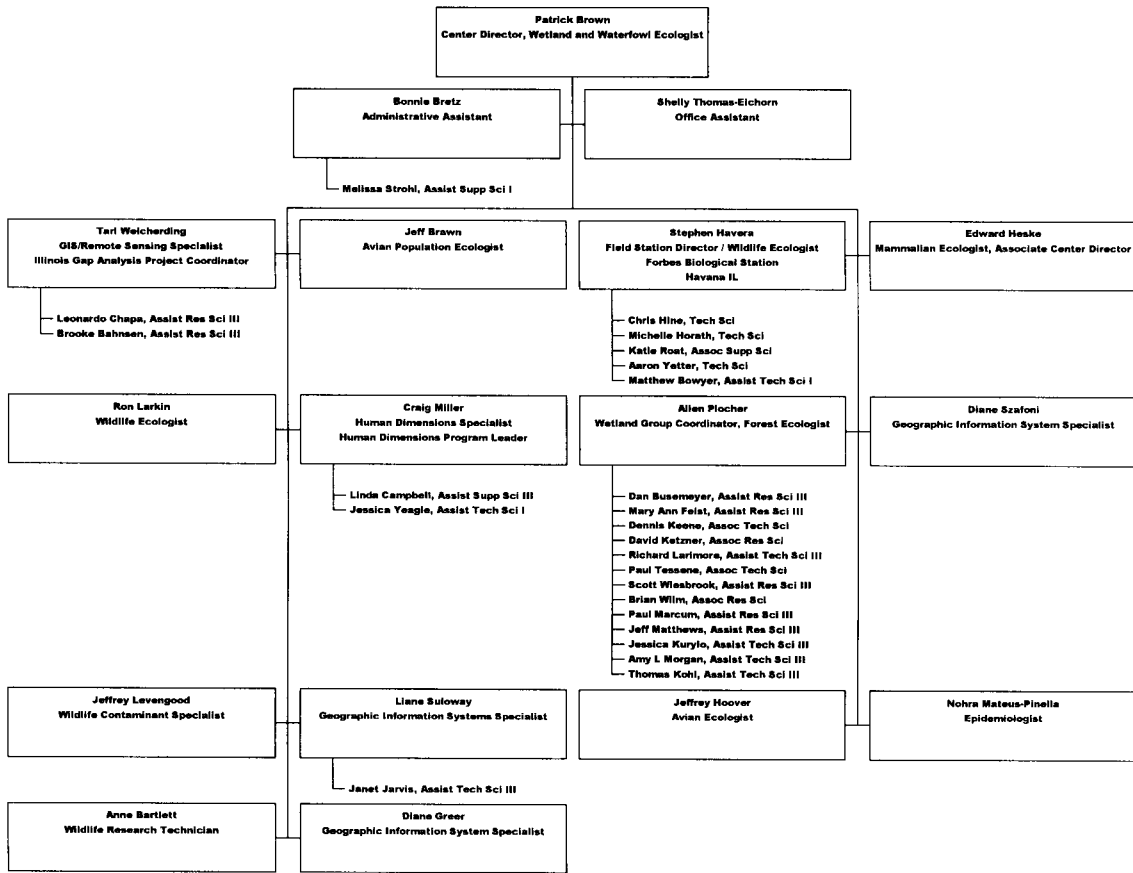 Patrick Brown
Center Director, Wetland and Waterfowl Ecologist
Bonnie Bretz
Administrative Assistant
Shelly Thomas-Eichorn
Office Assistant
Melissa Strohl, Assist Supp Sci I
Tari Weicherding
GIS/Remote Sensing Specialist
Illinois Gap Analysis Project Coordinator
Jeff Brawn
Avian Population Ecologist
Stephen Havera
Field Station Director / Wildlife Ecologist
Forbes Biological Station
Havana IL
Edward Heske
Mammalian Ecologist, Associate Center Director
Leonardo Chapa, Assist Res Sci III
Brooke Bahnsen, Assist Res Sci III
Chris Hine, Tech Sci
Michelle Horath, Tech Sci
Katie Roat, Assoc Supp Sci
Aaron Yetter, Tech Sci
Matthew Bowyer, Assist Tech Sci I
Ron Larkin
Wildlife Ecologist
Craig Miller
Human Dimensions Specialist
Human Dimensions Program Leader
Allen Plocher
Wetland Group Coordinator, Forest Ecologist
Diane Szafoni
Geographic Information System Specialist
Linda Campbell, Assist Supp Sci III
Jessica Yeagle, Assist Tech Sci I
Dan Busemeyer, Assist Res Sci III
Mary Ann Feist, Assist Res Sci III
Dennis Keene, Assoc Tech Sci
David Ketzner, Assoc Res Sci
Richard Larimore, Assist Tech Sci III
Paul Tessene, Assoc Tech Sci
Scott Wiesbrook, Assist Res Sci III
Brian Wilm, Assoc Res Sci
Paul Marcum, Assist Res Sci III
Jeff Matthews, Assist Res Sci III
Jessica Kurylo, Assist Tech Sci III
Amy L Morgan, Assist Tech Sci III
Thomas Kohl, Assist Tech Sci III
Jeffrey Levengood
Wildlife Contaminant Specialist
Liane Suloway
Geographic Information Systems Specialist
Jeffrey Hoover
Avian Ecologist
Nohra Mateus-Pinella
Epidemiologist
Janet Jarvis, Assist Tech Sci III
Anne Bartlett
Wildlife Research Technician
Diane Greer
Geographic Information System Specialist